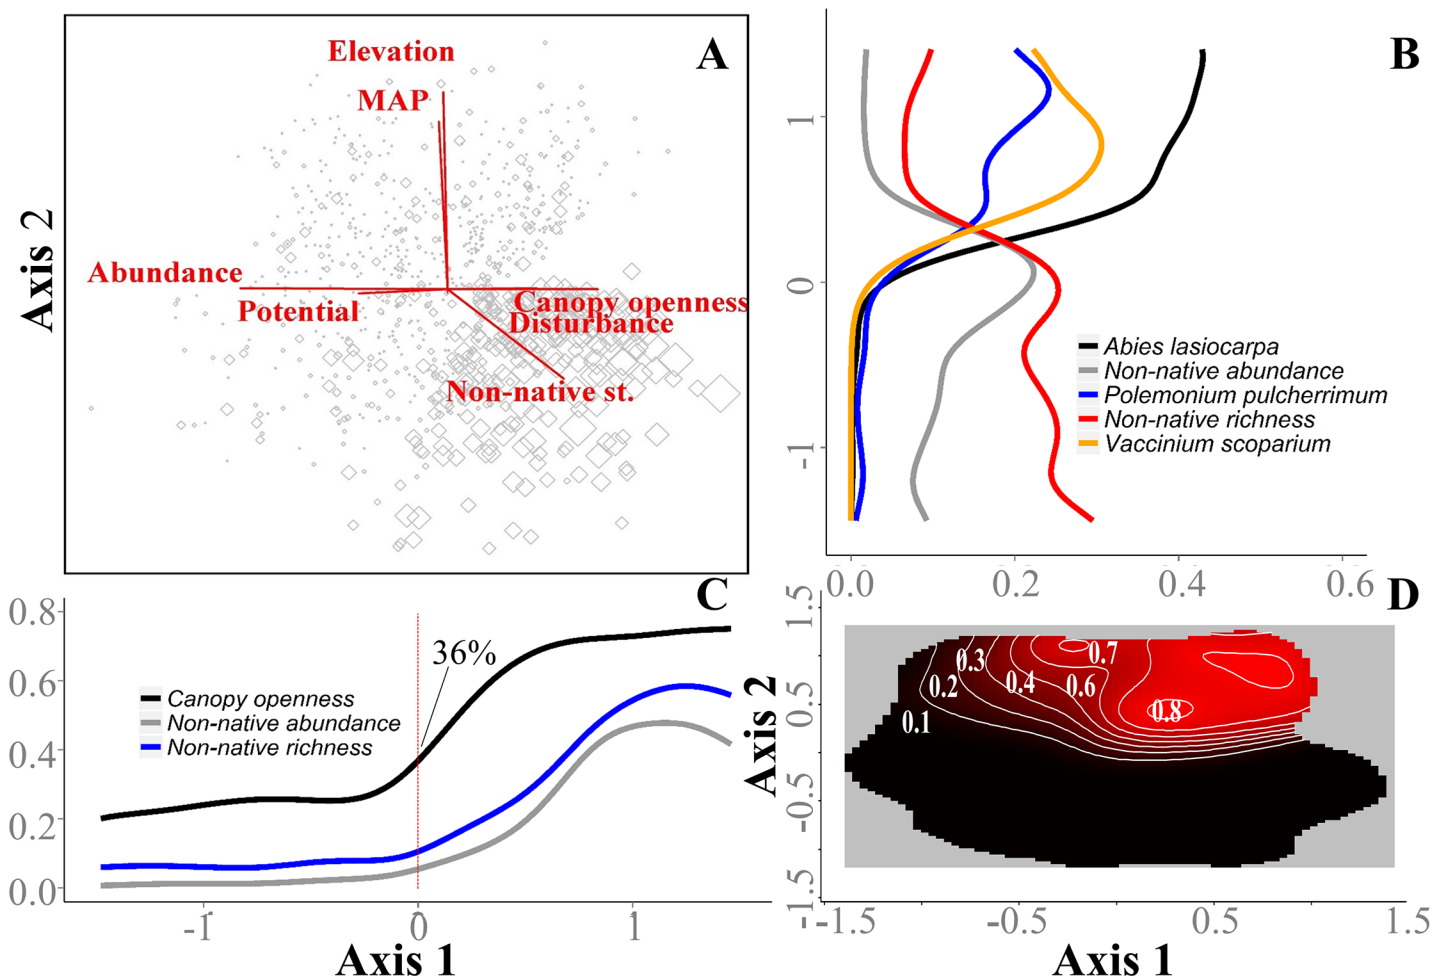 A
Elevation
MAP
Abundance
Potential
Canopy openness
Disturbance
Non-native st.
Axis 2
B
1
0
-1
Abies lasiocarpa
Non-native abundance
Polemonium pulcherrimum
Non-native richness
Vaccinium scoparium
0.0 0.2 0.4 0.6
C
0.8
0.6
0.4
0.2
0.0
36%
Canopy openness
Non-native abundance
Non-native richness
-1 0 1
Axis 1
D
1.5
0.5
-0.5
-1.5
Axis 2
0.1
0.2
0.3
0.4
0.6
0.7
0.8
-1.5 -0.5 0.5 1.5
Axis 1